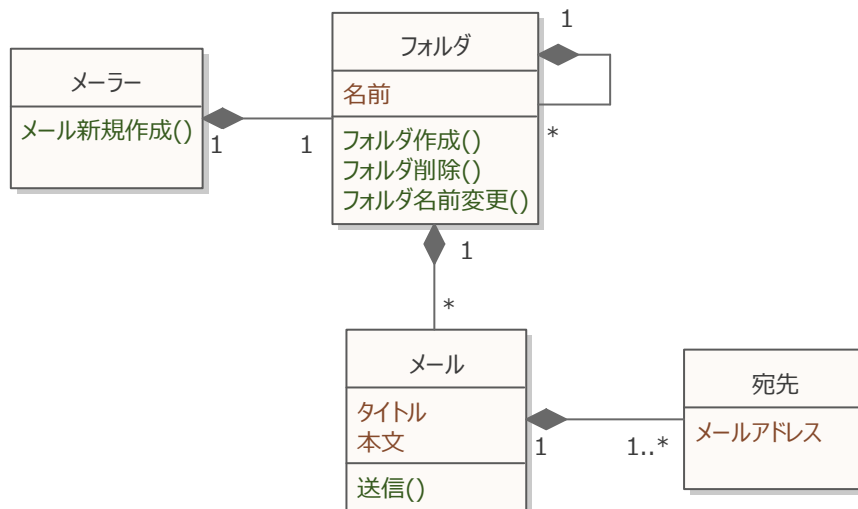 メーラー
メール新規作成()
1
1
フォルダ
名前
フォルダ作成()
フォルダ削除()
フォルダ名前変更()
1
*
1
*
メール
タイトル
本文
送信()
1
1..*
宛先
メールアドレス